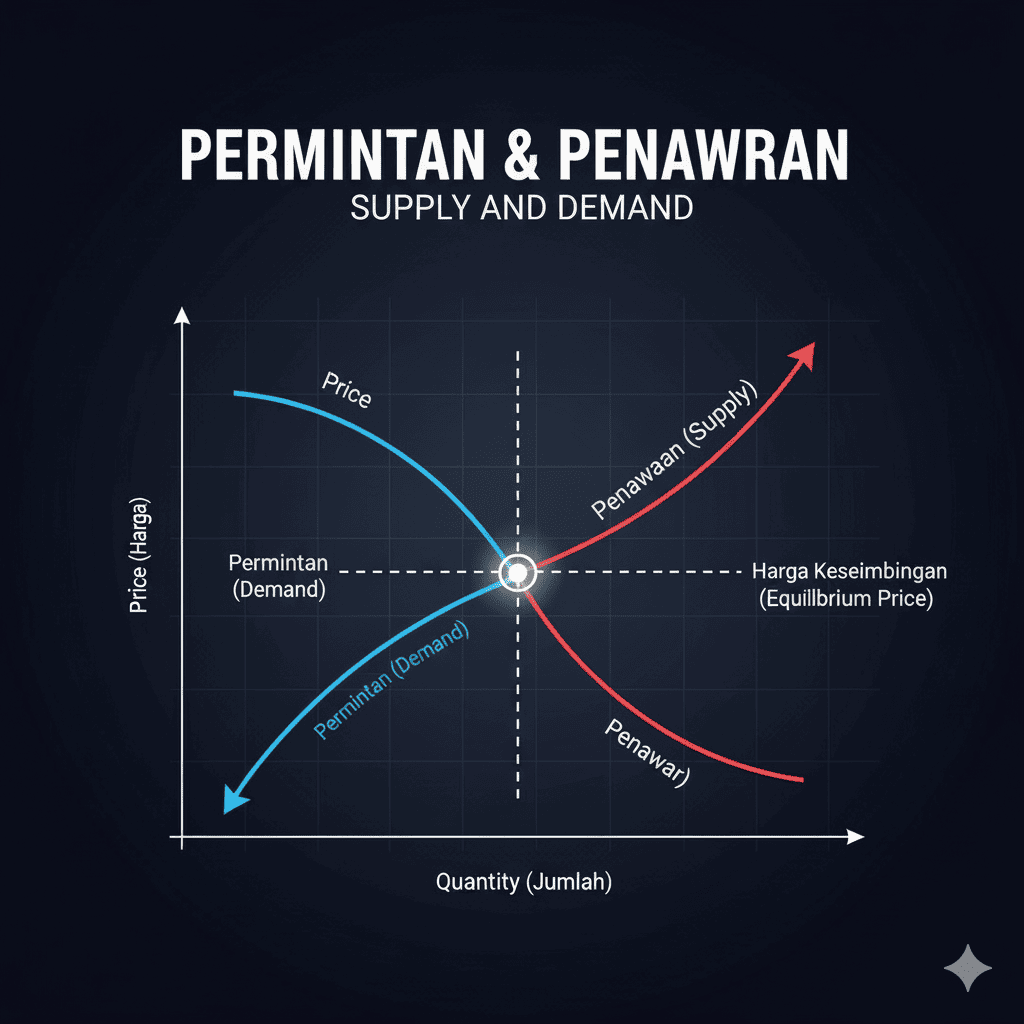 PERMINTAN & PENAWRAN
SUPPLY AND DEMAND
Price
Penawaan (Supply)
Price (Harga)
Permintan
(Demand)
Harga Keseimbingan
(Equillbrium Price)
Permintan (Demand)
Penawar)
Quantity (Jumlah)